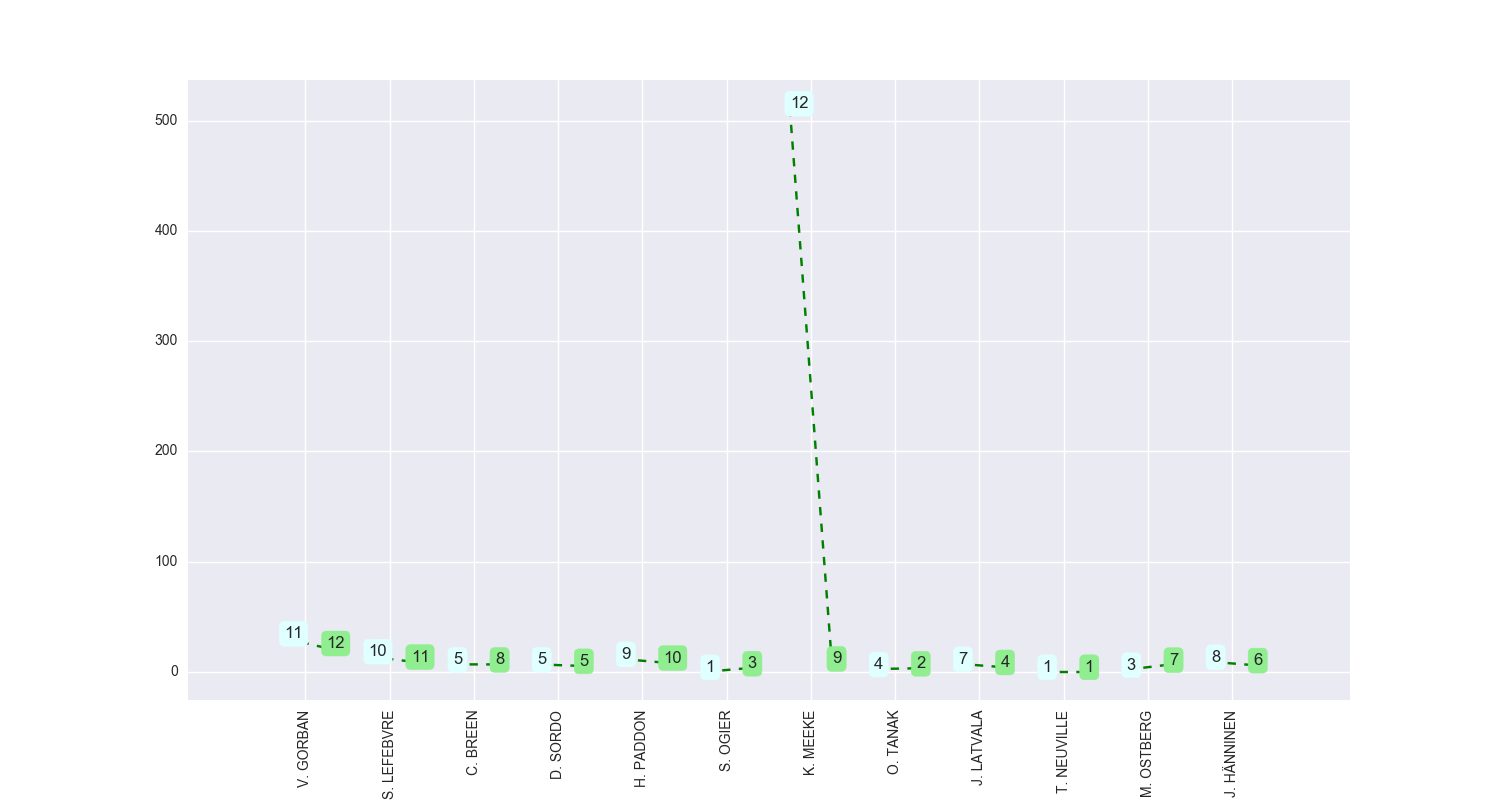 500
400
300
200
100
0
12
11 12
10 11
5 8
5 5
9 10
1 3
9
4 2
7 4
1 1
3 7
8 6
V. GORBAN
S. LEFEBVRE
C. BREEN
D. SORDO
H. PADDON
S. OGIER
K. MEEKE
O. TANAK
J. LATVALA
T. NEUVILLE
M. OSTBERG
J. HÄNNINEN